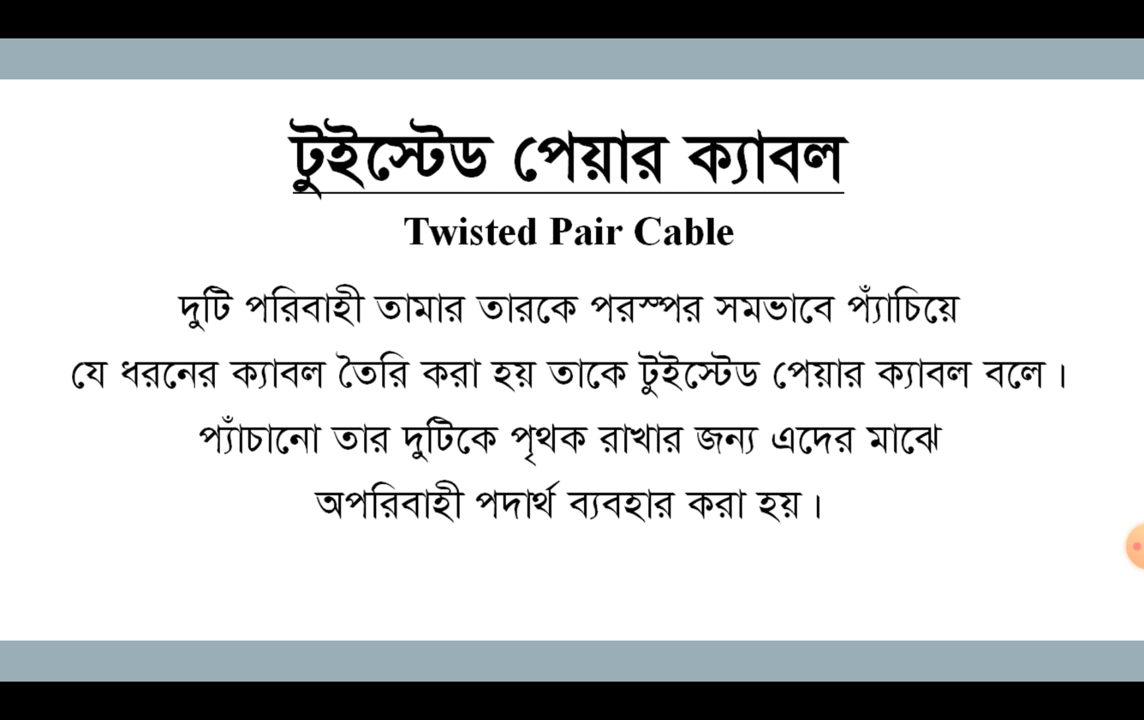 টুইস্টেড পেয়ার ক্যাবল
Twisted Pair Cable
দুটি পরিবাহী তামার তারকে পরস্পর সমভাবে প্যাঁচিয়ে
যে ধরনের ক্যাবল তৈরি করা হয় তাকে টুইস্টেড পেয়ার ক্যাবল বলে।
প্যাঁচানো তার দুটিকে পৃথক রাখার জন্য এদের মাঝে
অপরিবাহী পদার্থ ব্যবহার করা হয়।